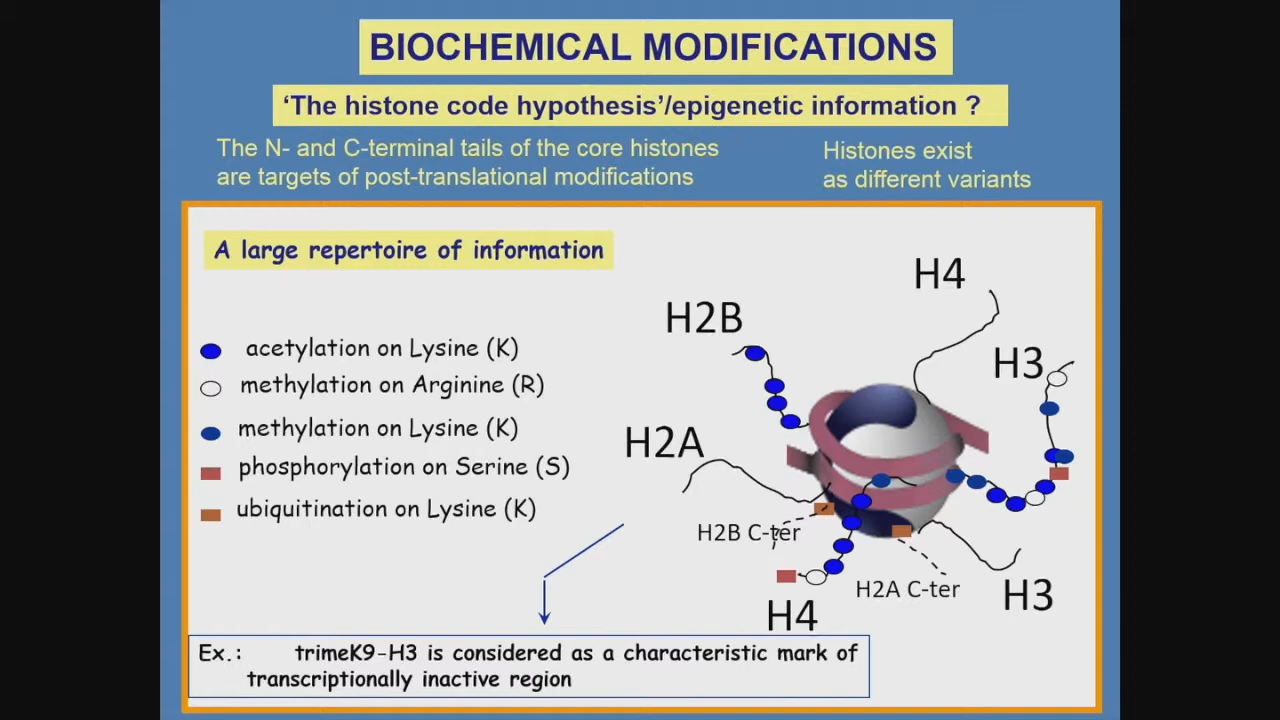 BIOCHEMICAL MODIFICATIONS
‘The histone code hypothesis’/epigenetic information ?
The N- and C-terminal tails of the core histones
are targets of post-translational modifications
Histones exist
as different variants
A large repertoire of information
acetylation on Lysine (K)
methylation on Arginine (R)
methylation on Lysine (K)
phosphorylation on Serine (S)
ubiquitination on Lysine (K)
H4
H2B
H3
H2A
H2B C-ter
H2A C-ter
H3
H4
Ex.: trimeK9-H3 is considered as a characteristic mark of
transcriptionally inactive region